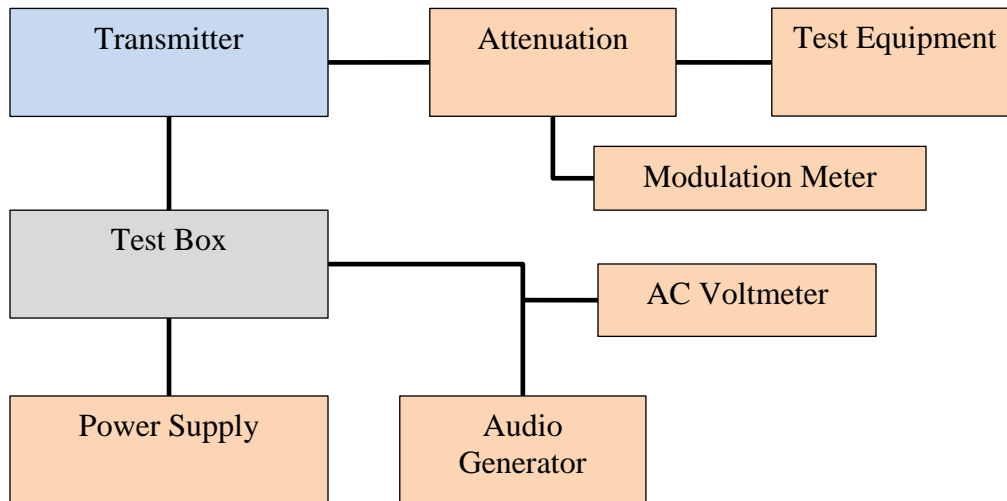 Transmitter
Attenuation
Test Equipment
Modulation Meter
Test Box
AC Voltmeter
Power Supply
Audio
Generator